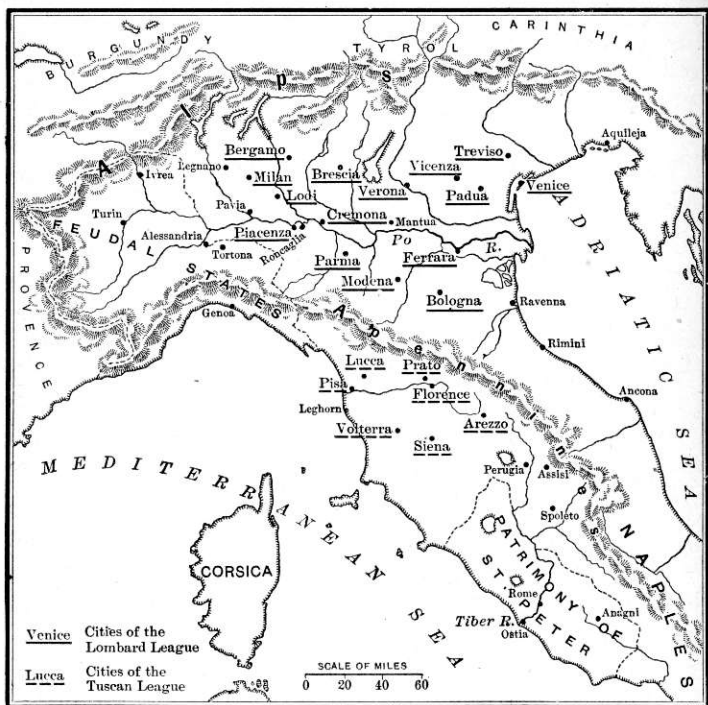 BURGUNDY
TYROL
CARINTHIA
Alps
Aquileja
Treviso
Bergamo
Legnano
Milan
Brescia
Vicenza
Ivrea
Lodi
Verona
Padua
Venice
Pavia
Cremona
Mantua
Turin
Piacenza
Roncaglia
Po R.
Alessandria
Tortona
Parma
Ferrara
FEUDAL STATES
Modena
Bologna
PROVENCE
Genoa
Ravenna
ADRIATIC SEA
Apennines
Rimini
Lucca
Prato
Pisa
Florence
Ancona
Leghorn
Arezzo
Volterra
Siena
MEDITERRANEAN SEA
Perugia
Assisi
Spoleto
NAPLES
PATRIMONY OF
ST. PETER
CORSICA
Rome
Anagni
Tiber R.
Ostia
Venice Cities of the
Lombard League
Lucca Cities of the
Tuscan League
SCALE OF MILES
0 20 40 60